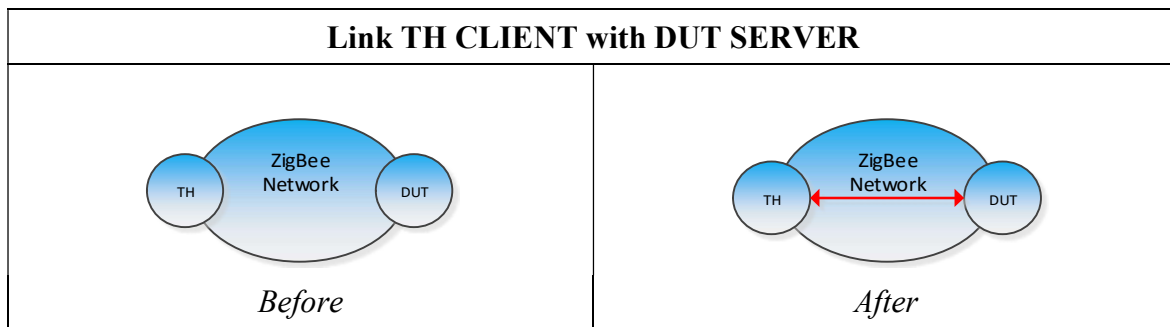 Link TH CLIENT with DUT SERVER
ZigBee
Network
TH
DUT
Before
ZigBee
Network
TH
DUT
After